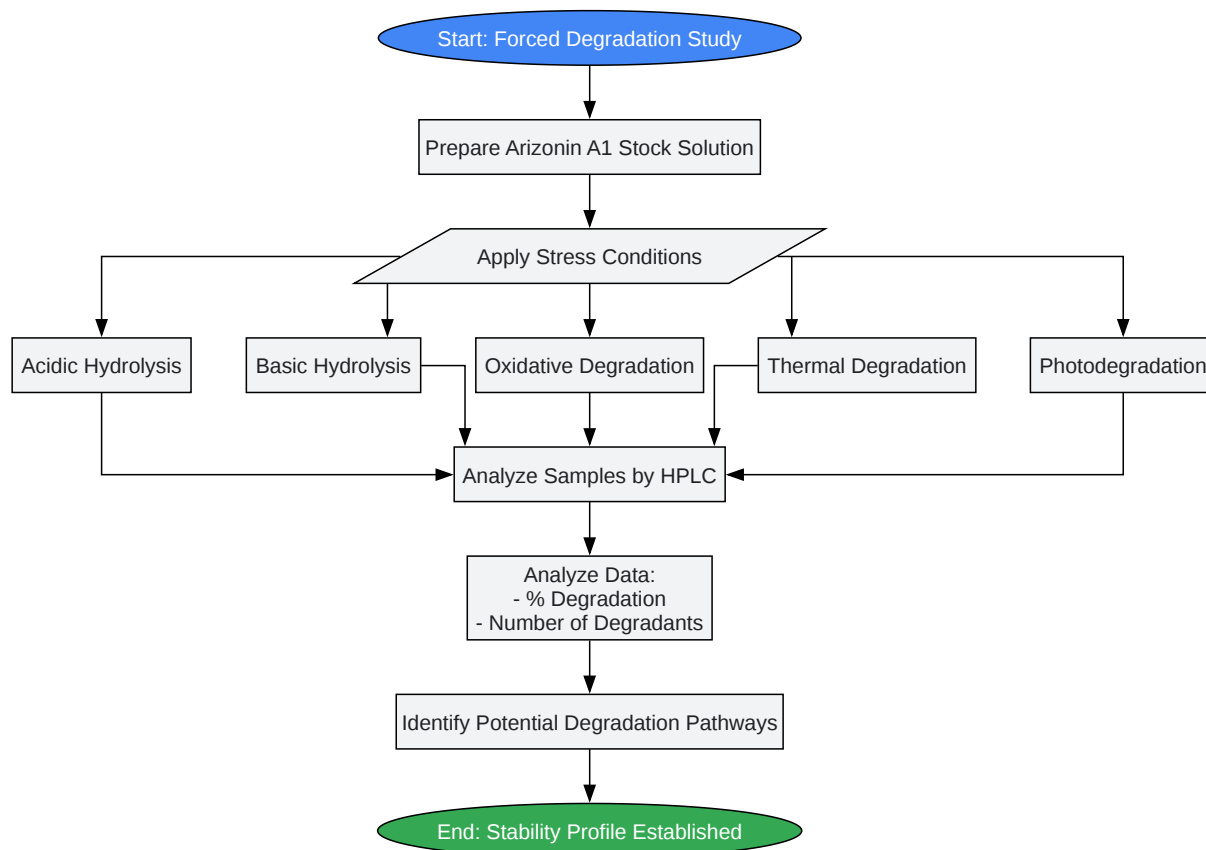 Start: Forced Degradation Study
Prepare Arizonin A1 Stock Solution
Apply Stress Conditions
Acidic Hydrolysis
Basic Hydrolysis
Oxidative Degradation
Thermal Degradation
Photodegradation
Analyze Samples by HPLC
Analyze Data:
- % Degradation
- Number of Degradants
Identify Potential Degradation Pathways
End: Stability Profile Established